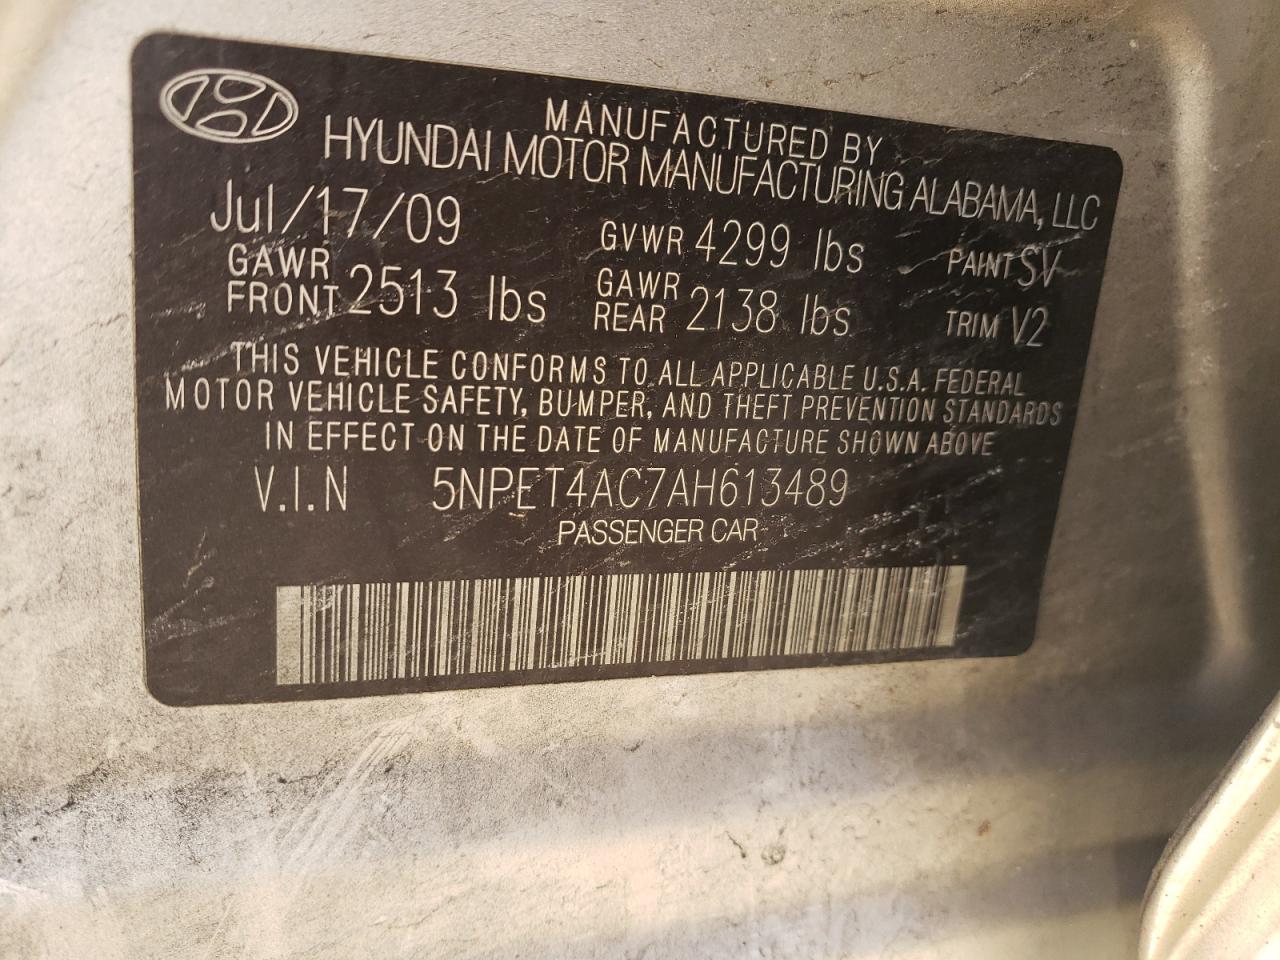 MANUFACTURED BY
HYUNDAI MOTOR MANUFACTURING ALABAMA, LLC
Jul/17/09 GVWR 4299 lbs PAINT SV
GAWR FRONT 2513 lbs GAWR REAR 2138 lbs TRIM V2
THIS VEHICLE CONFORMS TO ALL APPLICABLE U.S.A. FEDERAL
MOTOR VEHICLE SAFETY, BUMPER, AND THEFT PREVENTION STANDARDS
IN EFFECT ON THE DATE OF MANUFACTURE SHOWN ABOVE
V.I.N 5NPET4AC7AH613489
PASSENGER CAR